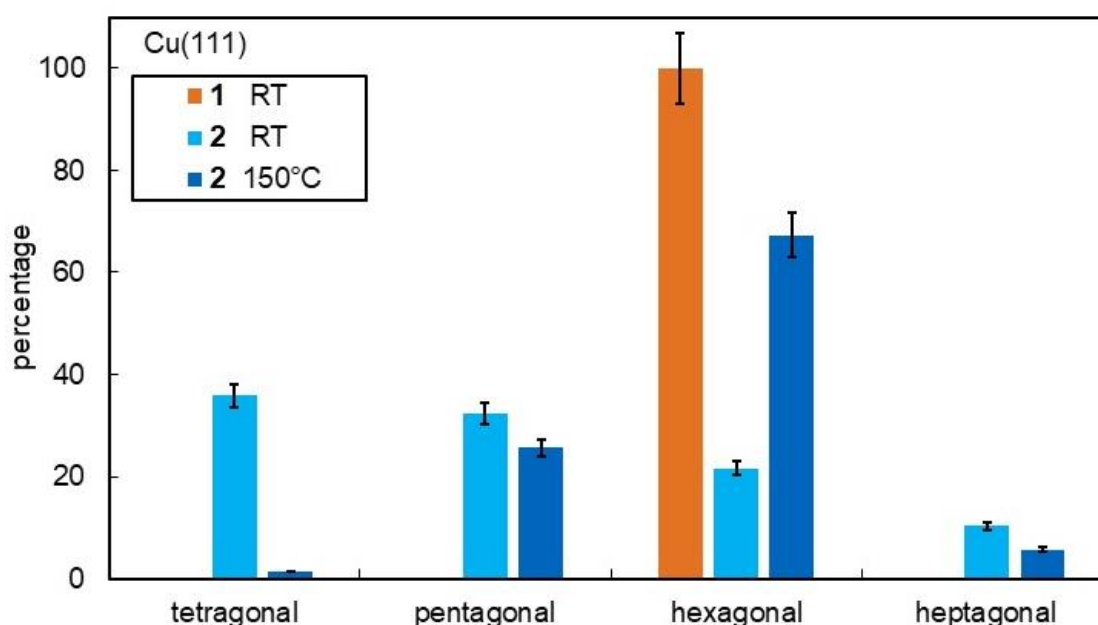 Cu(111)
1 RT
2 RT
2 150°C
percentage
100
80
60
40
20
0
tetragonal pentagonal hexagonal heptagonal